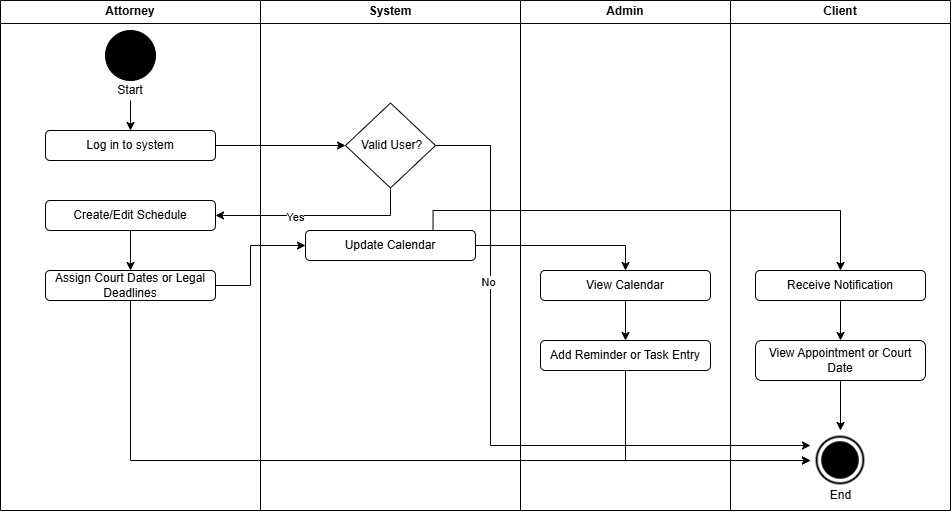 Attorney
System
Admin
Client
Start
Log in to system
Valid User?
Create/Edit Schedule
Yes
Update Calendar
Assign Court Dates or Legal
Deadlines
No
View Calendar
Receive Notification
Add Reminder or Task Entry
View Appointment or Court
Date
End